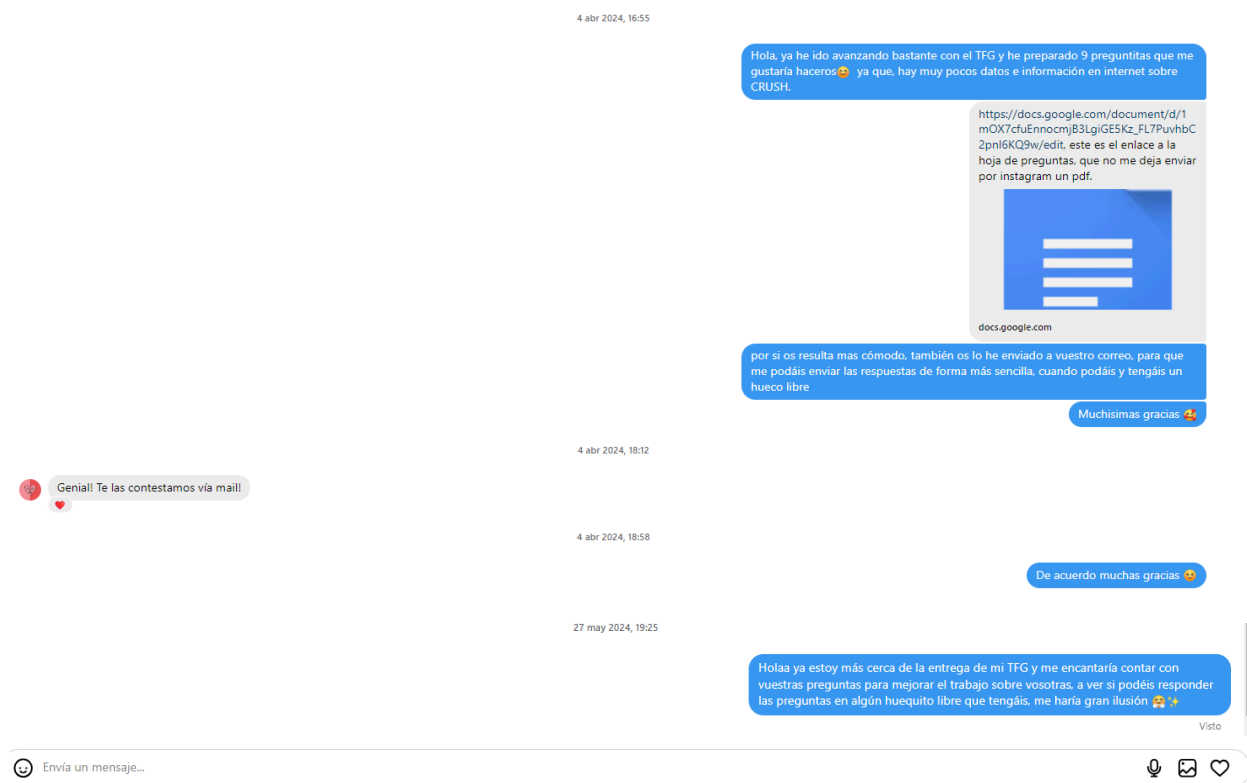 4 abr 2024, 16:55
Hola, ya he ido avanzando bastante con el TFG y he preparado 9 preguntitas que me
gustaría haceros😄 ya que, hay muy pocos datos e información en internet sobre
CRUSH.
https://docs.google.com/document/d/1
mOX7cfuEnnocmjB3LgiGE5Kz_FL7PuvhbC
2pnI6KQ9w/edit, este es el enlace a la
hoja de preguntas, que no me deja enviar
por instagram un pdf.
docs.google.com
por si os resulta mas cómodo, también os lo he enviado a vuestro correo, para que
me podáis enviar las respuestas de forma más sencilla, cuando podáis y tengáis un
hueco libre
Muchisimas gracias 🥰
4 abr 2024, 18:12
Genial! Te las contestamos vía mail!
4 abr 2024, 18:58
De acuerdo muchas gracias ☺️
27 may 2024, 19:25
Holaa ya estoy más cerca de la entrega de mi TFG y me encantaría contar con
vuestras preguntas para mejorar el trabajo sobre vosotras, a ver si podéis responder
las preguntas en algún huequito libre que tengáis, me haría gran ilusión 🤗✨
Visto
Envía un mensaje...